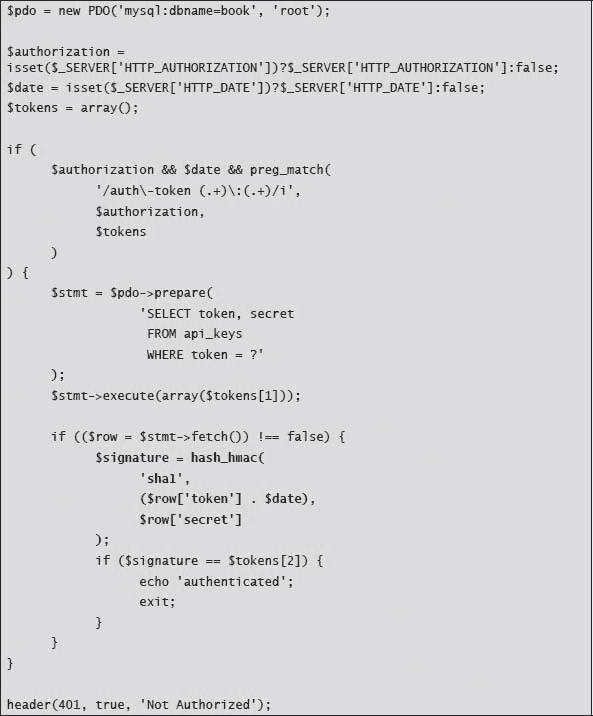 $pdo = new PDO('mysql:dbname=book', 'root');

$authorization =
isset($_SERVER['HTTP_AUTHORIZATION'])?$_SERVER['HTTP_AUTHORIZATION']:false;
$date = isset($_SERVER['HTTP_DATE'])?$_SERVER['HTTP_DATE']:false;
$tokens = array();

if (
      $authorization && $date && preg_match(
            '/auth\-token (.+)\:(.+)/i',
            $authorization,
            $tokens
      )
) {
      $stmt = $pdo->prepare(
                  'SELECT token, secret
                   FROM api_keys
                   WHERE token = ?'
      );
      $stmt->execute(array($tokens[1]));

      if (($row = $stmt->fetch()) !== false) {
            $signature = hash_hmac(
                  'sha1',
                  ($row['token'] . $date),
                  $row['secret']
            );
            if ($signature == $tokens[2]) {
                  echo 'authenticated';
                  exit;
            }
      }
}

header(401, true, 'Not Authorized');